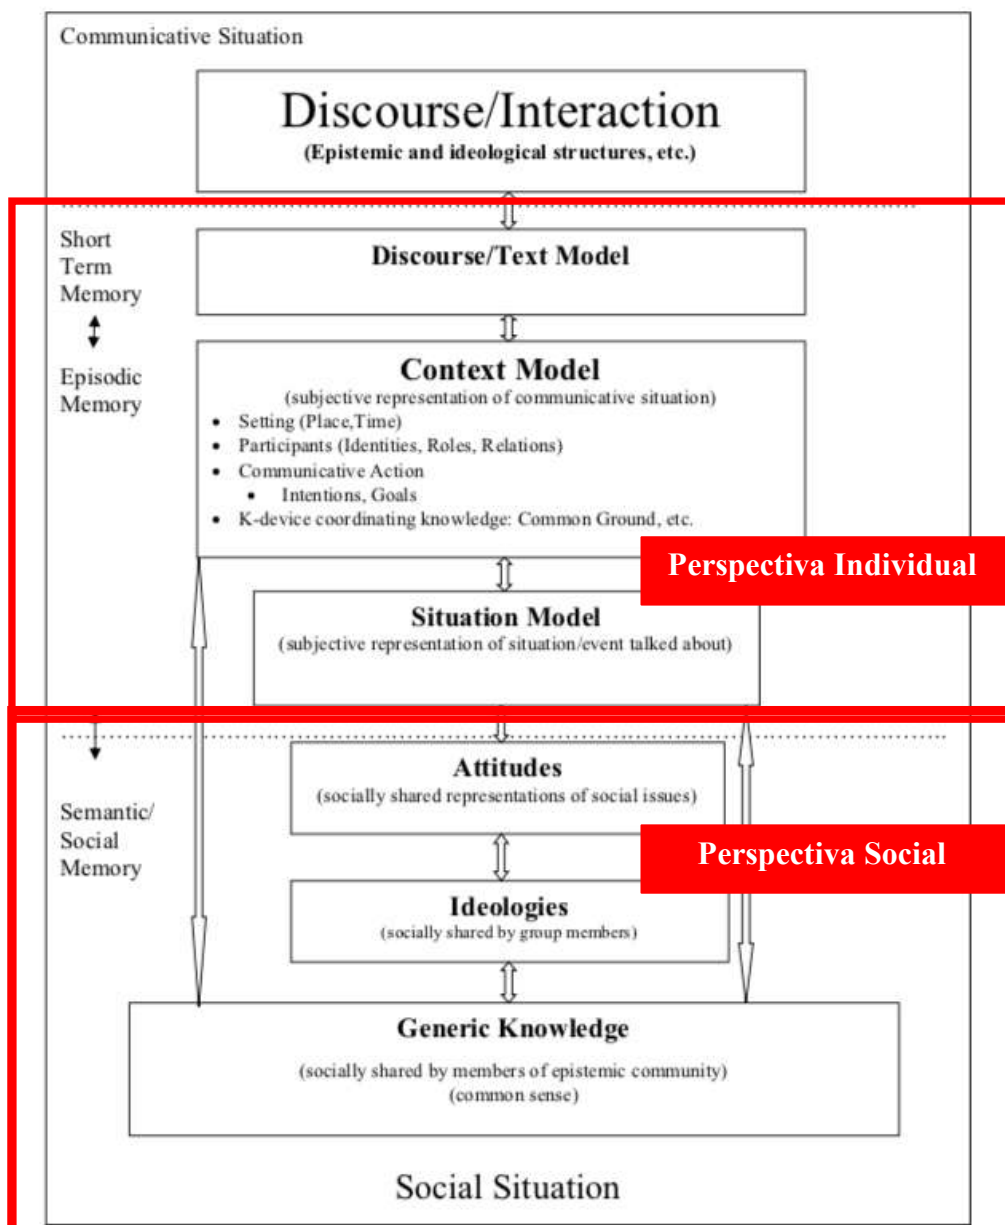 Communicative Situation
Discourse/Interaction
(Epistemic and ideological structures, etc.)
Short
Term
Memory
Discourse/Text Model
Episodic
Memory
Context Model
(subjective representation of communicative situation)
• Setting (Place,Time)
• Participants (Identities, Roles, Relations)
• Communicative Action
• Intentions, Goals
• K-device coordinating knowledge: Common Ground, etc.
Perspectiva Individual
Situation Model
(subjective representation of situation/event talked about)
Attitudes
(socially shared representations of social issues)
Semantic/
Social
Memory
Perspectiva Social
Ideologies
(socially shared by group members)
Generic Knowledge
(socially shared by members of epistemic community)
(common sense)
Social Situation